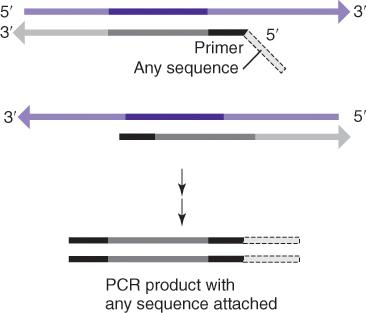 5′ 3′
3′ 5′
Primer
Any sequence
3′ 5′
PCR product with
any sequence attached